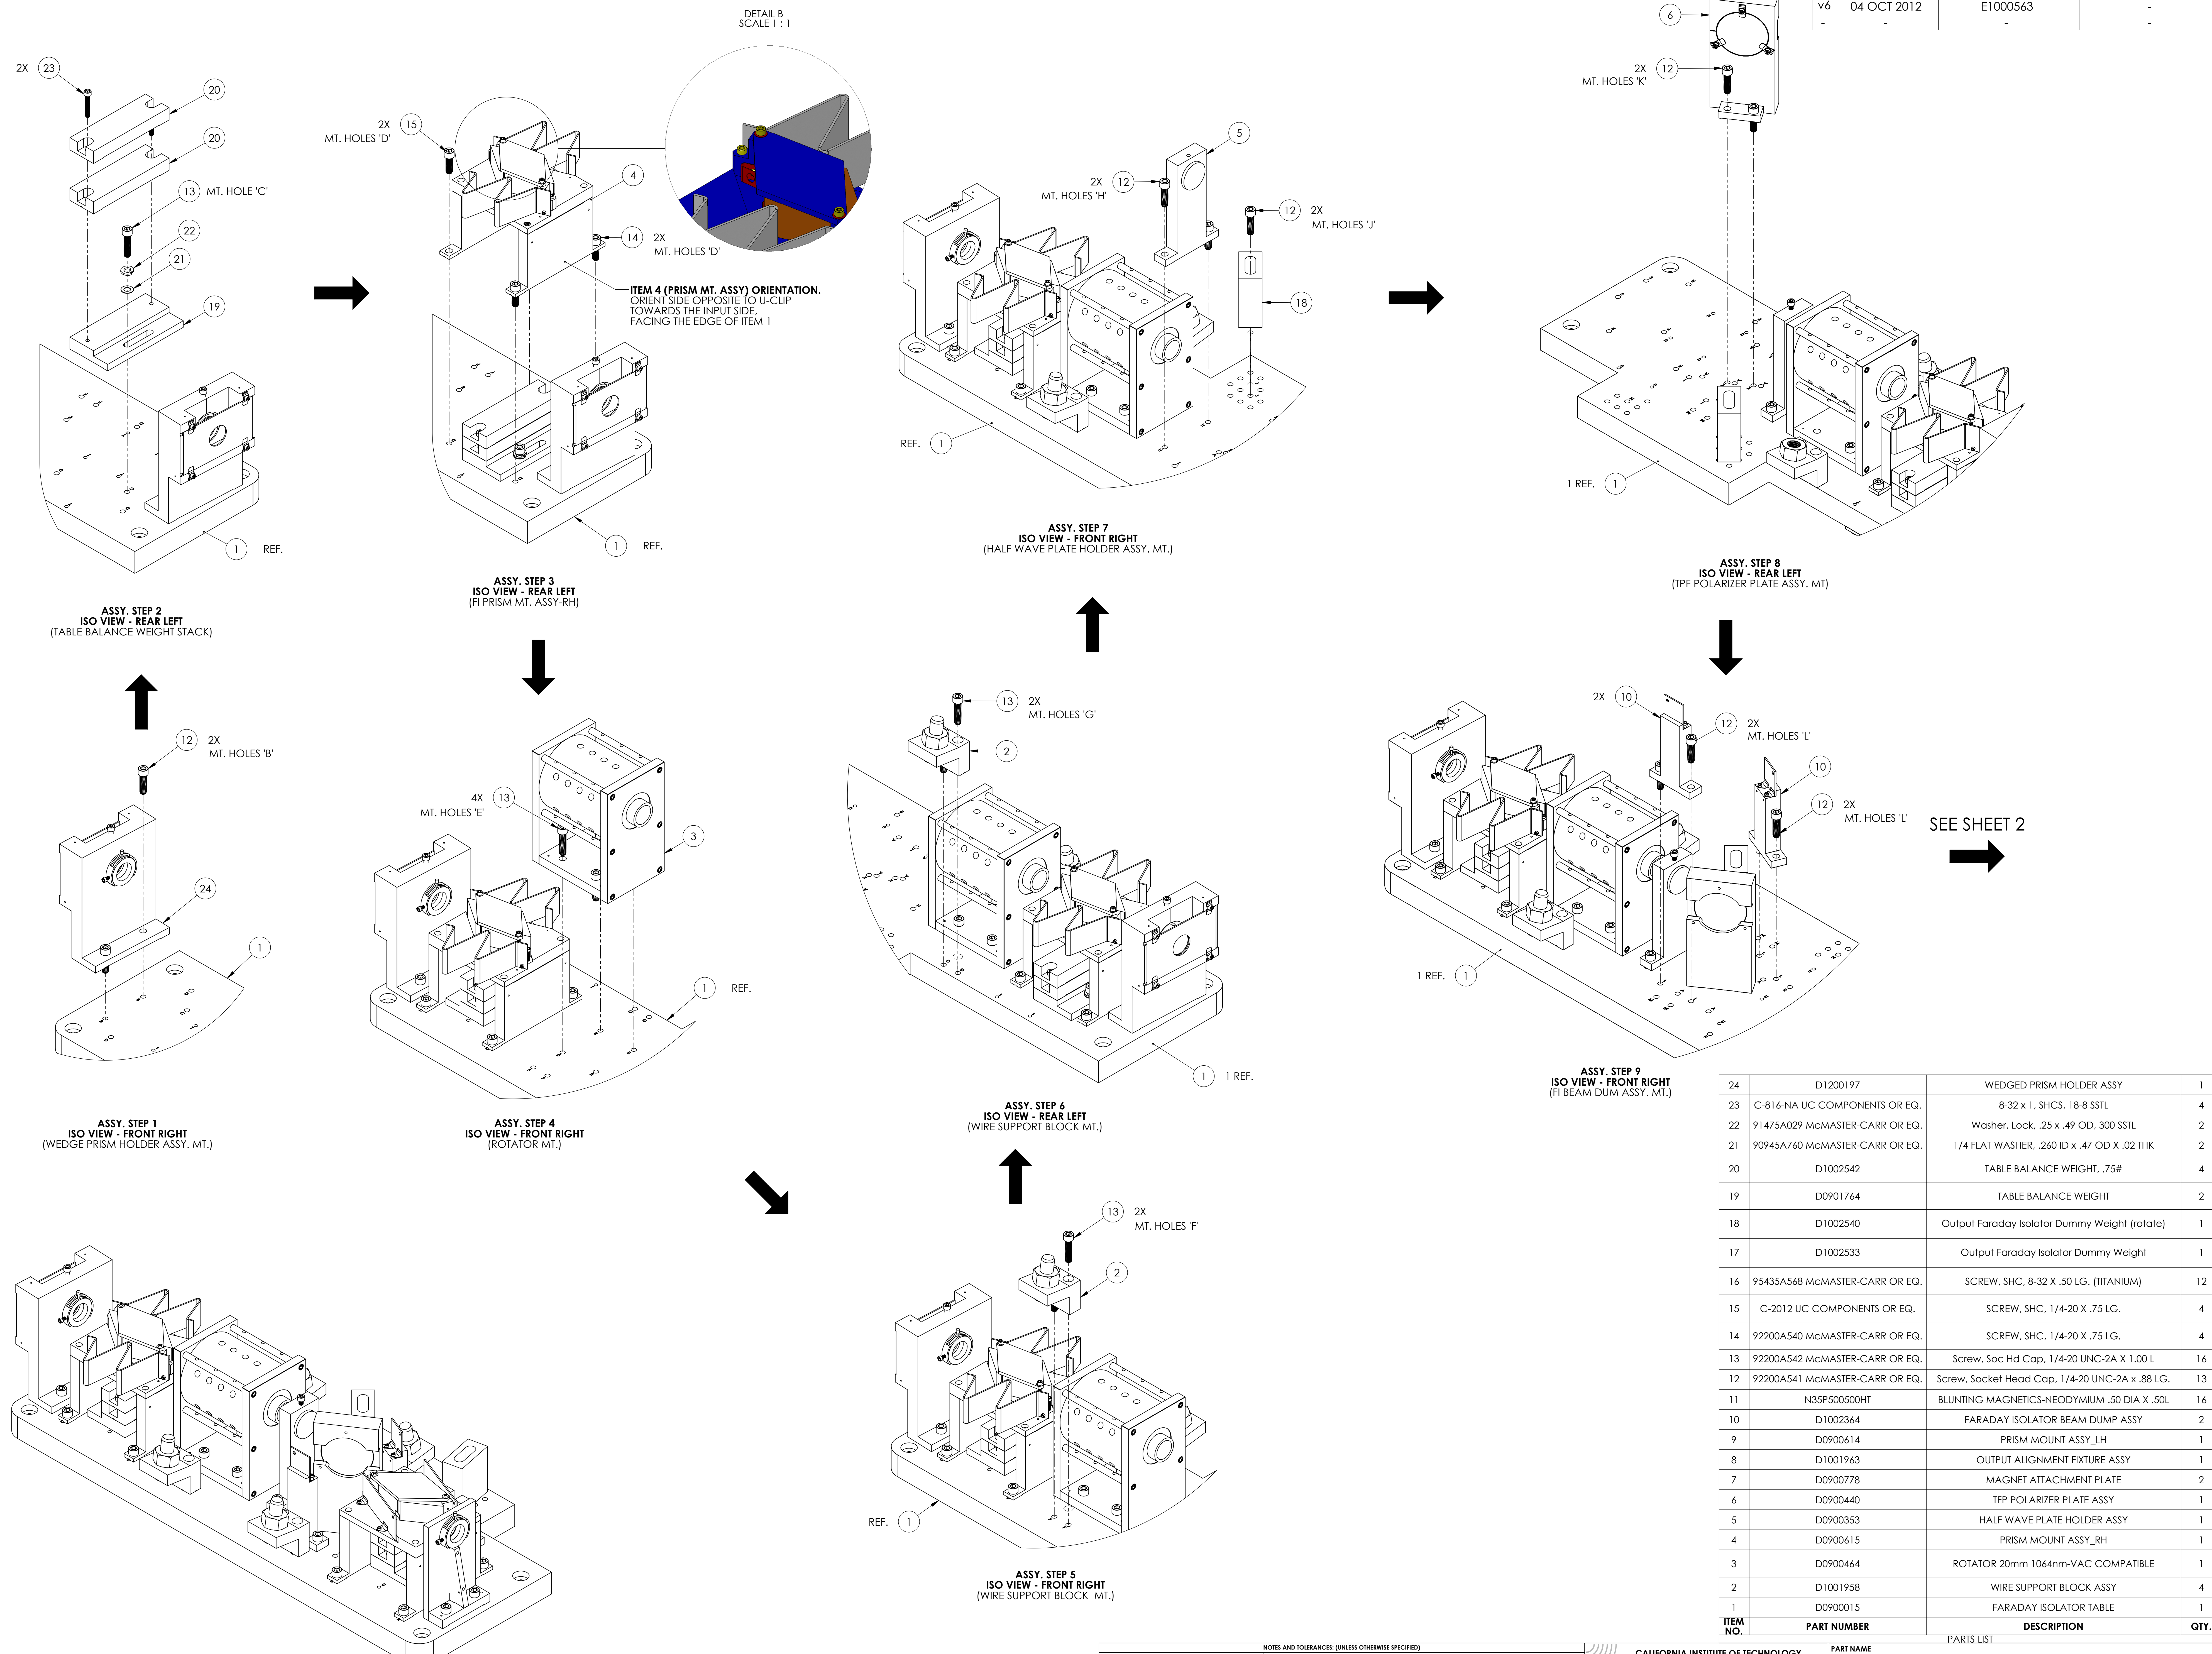 DETAIL B
SCALE 1 : 1
v6 04 OCT 2012 E1000563 -
- - - -
2X 23
20
20
13 MT. HOLE 'C'
22
21
19
1 REF.
ASSY. STEP 2
ISO VIEW - REAR LEFT
(TABLE BALANCE WEIGHT STACK)
2X 15
MT. HOLES 'D'
4
14 2X
MT. HOLES 'D'
ITEM 4 (PRISM MT. ASSY) ORIENTATION.
ORIENT SIDE OPPOSITE TO U-CLIP
TOWARDS THE INPUT SIDE,
FACING THE EDGE OF ITEM 1
1 REF.
ASSY. STEP 3
ISO VIEW - REAR LEFT
(FI PRISM MT. ASSY-RH)
5
2X 12
MT. HOLES 'H'
12 2X
MT. HOLES 'J'
18
REF. 1
ASSY. STEP 7
ISO VIEW - FRONT RIGHT
(HALF WAVE PLATE HOLDER ASSY. MT.)
6
2X 12
MT. HOLES 'K'
1 REF. 1
ASSY. STEP 8
ISO VIEW - REAR LEFT
(TPF POLARIZER PLATE ASSY. MT)
12 2X
MT. HOLES 'B'
24
1
ASSY. STEP 1
ISO VIEW - FRONT RIGHT
(WEDGE PRISM HOLDER ASSY. MT.)
4X 13
MT. HOLES 'E'
3
1 REF.
ASSY. STEP 4
ISO VIEW - FRONT RIGHT
(ROTATOR MT.)
13 2X
MT. HOLES 'G'
2
1 1 REF.
ASSY. STEP 6
ISO VIEW - REAR LEFT
(WIRE SUPPORT BLOCK MT.)
2X 10
12 2X
MT. HOLES 'L'
10
12 2X
MT. HOLES 'L'
SEE SHEET 2
1 REF. 1
ASSY. STEP 9
ISO VIEW - FRONT RIGHT
(FI BEAM DUM ASSY. MT.)
13 2X
MT. HOLES 'F'
2
REF. 1
ASSY. STEP 5
ISO VIEW - FRONT RIGHT
(WIRE SUPPORT BLOCK MT.)
24 D1200197 WEDGED PRISM HOLDER ASSY 1
23 C-816-NA UC COMPONENTS OR EQ. 8-32 x 1, SHCS, 18-8 SSTL 4
22 91475A029 McMASTER-CARR OR EQ. Washer, Lock, .25 x .49 OD, 300 SSTL 2
21 90945A760 McMASTER-CARR OR EQ. 1/4 FLAT WASHER, .260 ID x .47 OD X .02 THK 2
20 D1002542 TABLE BALANCE WEIGHT, .75# 4
19 D0901764 TABLE BALANCE WEIGHT 2
18 D1002540 Output Faraday Isolator Dummy Weight (rotate) 1
17 D1002533 Output Faraday Isolator Dummy Weight 1
16 95435A568 McMASTER-CARR OR EQ. SCREW, SHC, 8-32 X .50 LG. (TITANIUM) 12
15 C-2012 UC COMPONENTS OR EQ. SCREW, SHC, 1/4-20 X .75 LG. 4
14 92200A540 McMASTER-CARR OR EQ. SCREW, SHC, 1/4-20 X .75 LG. 4
13 92200A542 McMASTER-CARR OR EQ. Screw, Soc Hd Cap, 1/4-20 UNC-2A X 1.00 L 16
12 92200A541 McMASTER-CARR OR EQ. Screw, Socket Head Cap, 1/4-20 UNC-2A x .88 LG. 13
11 N35P500500HT BLUNTING MAGNETICS-NEODYMIUM .50 DIA X .50L 16
10 D1002364 FARADAY ISOLATOR BEAM DUMP ASSY 2
9 D0900614 PRISM MOUNT ASSY_LH 1
8 D1001963 OUTPUT ALIGNMENT FIXTURE ASSY 1
7 D0900778 MAGNET ATTACHMENT PLATE 2
6 D0900440 TFP POLARIZER PLATE ASSY 1
5 D0900353 HALF WAVE PLATE HOLDER ASSY 1
4 D0900615 PRISM MOUNT ASSY_RH 1
3 D0900464 ROTATOR 20mm 1064nm-VAC COMPATIBLE 1
2 D1001958 WIRE SUPPORT BLOCK ASSY 4
1 D0900015 FARADAY ISOLATOR TABLE 1
ITEM NO. PART NUMBER DESCRIPTION QTY.
PARTS LIST
NOTES AND TOLERANCES: (UNLESS OTHERWISE SPECIFIED)
CALIFORNIA INSTITUTE OF TECHNOLOGY
PART NAME